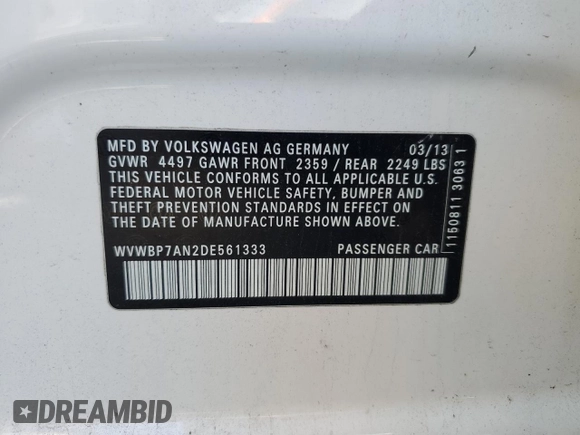 MFD BY VOLKSWAGEN AG GERMANY 03/13
GVWR 4497 GAWR FRONT 2359 / REAR 2249 LBS
THIS VEHICLE CONFORMS TO ALL APPLICABLE U.S.
FEDERAL MOTOR VEHICLE SAFETY, BUMPER AND
THEFT PREVENTION STANDARDS IN EFFECT ON
THE DATE OF MANUFACTURE SHOWN ABOVE.
WVWBP7AN2DE561333 PASSENGER CAR
1150811 3063 1
DREAMBID